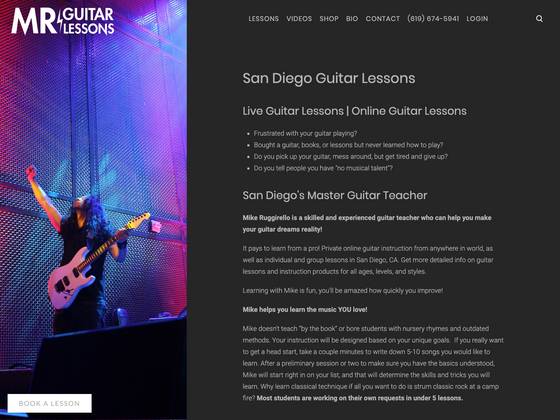 MR GUITAR LESSONS
LESSONS VIDEOS SHOP BIO CONTACT (619) 674-5941 LOGIN
San Diego Guitar Lessons
Live Guitar Lessons | Online Guitar Lessons
Frustrated with your guitar playing?
Bought a guitar, books, or lessons but never learned how to play?
Do you pick up your guitar, mess around, but get tired and give up?
Do you tell people you have "no musical talent"?
San Diego's Master Guitar Teacher
Mike Ruggirello is a skilled and experienced guitar teacher who can help you make
your guitar dreams reality!
It pays to learn from a pro! Private online guitar instruction from anywhere in world, as
well as individual and group lessons in San Diego, CA. Get more detailed info on guitar
lessons and instruction products for all ages, levels, and styles.
Learning with Mike is fun, you'll be amazed how quickly you improve!
Mike helps you learn the music YOU love!
Mike doesn't teach "by the book" or bore students with nursery rhymes and outdated
methods. Your instruction will be designed based on your unique goals. If you really want
to get a head start, take a couple minutes to write down 5-10 songs you would like to
learn. After a preliminary session or two to make sure you have the basics understood,
Mike will start right in on your list, and that will determine the skills and tricks you will
learn. Why learn classical technique if all you want to do is strum classic rock at a camp
fire? Most students are working on their own requests in under 5 lessons.
BOOK A LESSON